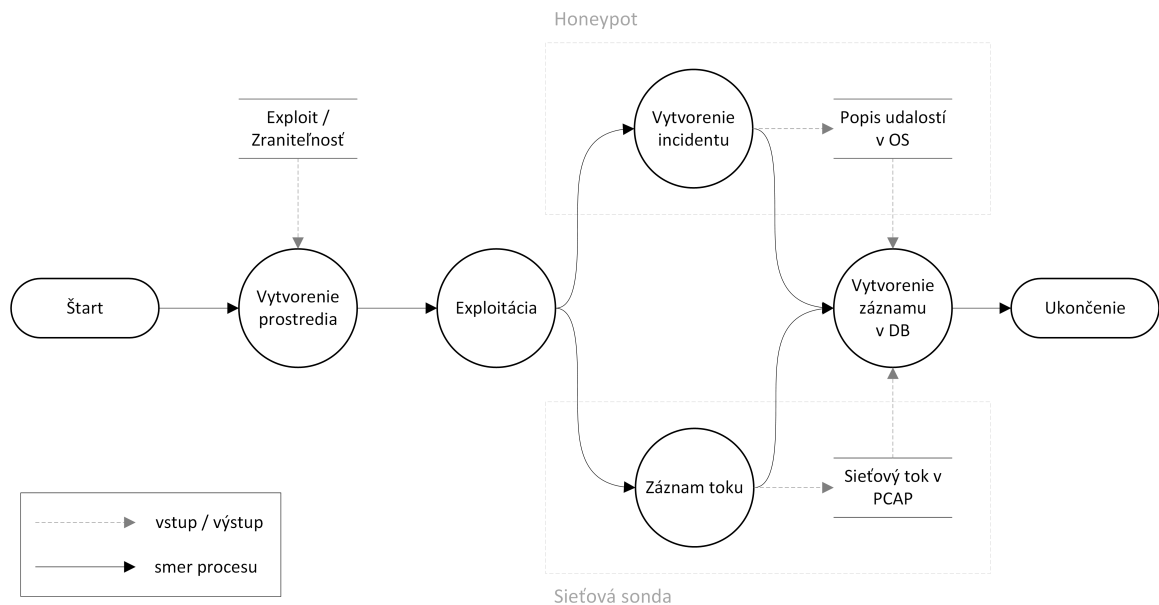 Honeypot
Exploit /
Zraniteľnosť
Vytvorenie
incidentu
Popis udalostí
v OS
Štart
Vytvorenie
prostredia
Exploitácia
Vytvorenie
záznamu
v DB
Ukončenie
Záznam toku
Sieťový tok v
PCAP
vstup / výstup
smer procesu
Sieťová sonda